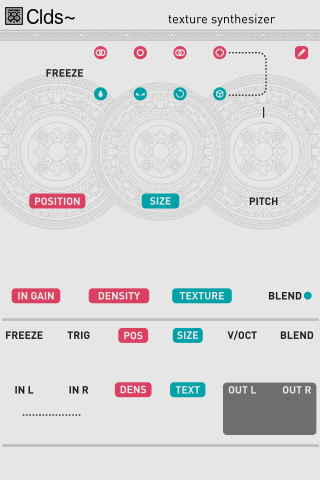 Clds~ texture synthesizer
FREEZE
POSITION SIZE PITCH
IN GAIN DENSITY TEXTURE BLEND
FREEZE TRIG POS SIZE V/OCT BLEND
IN L IN R DENS TEXT OUT L OUT R